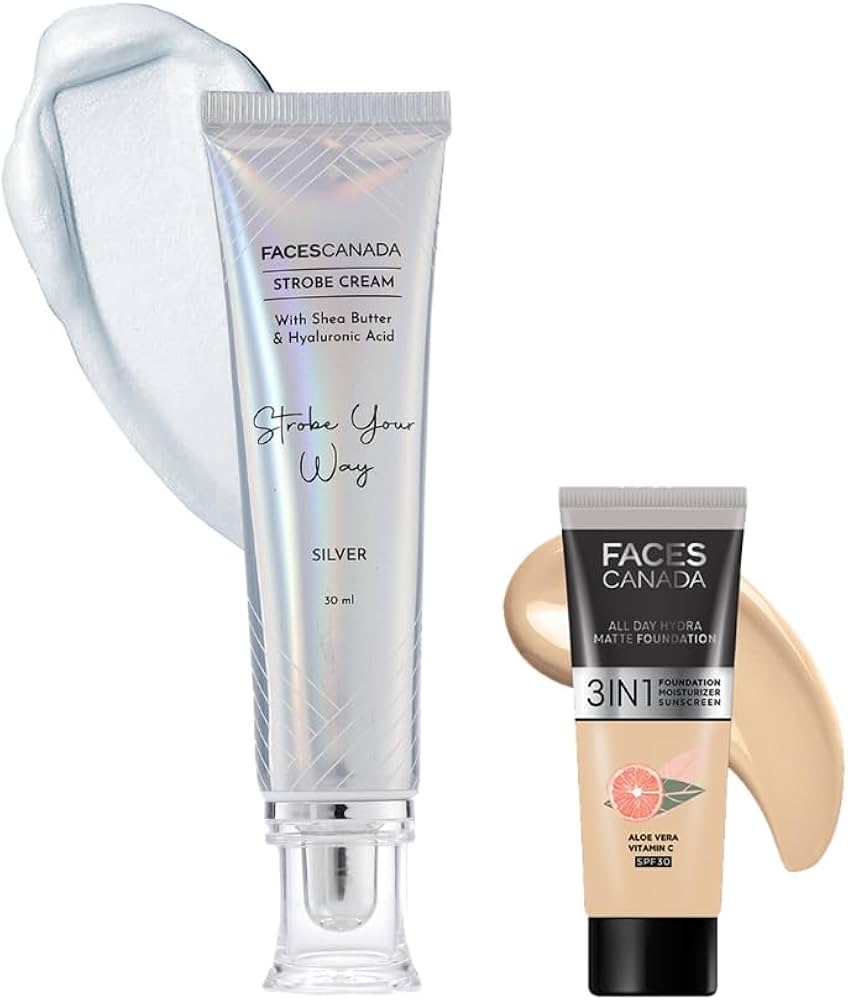 FACESCANADA
STROBE CREAM
With Shea Butter
& Hyaluronic Acid
Strobe Your
Way
SILVER
30 ml
FACES
CANADA
ALL DAY HYDRA
MATTE FOUNDATION
3IN1
FOUNDATION
MOISTURIZER
SUNSCREEN
ALOE VERA
VITAMIN C
SPF30